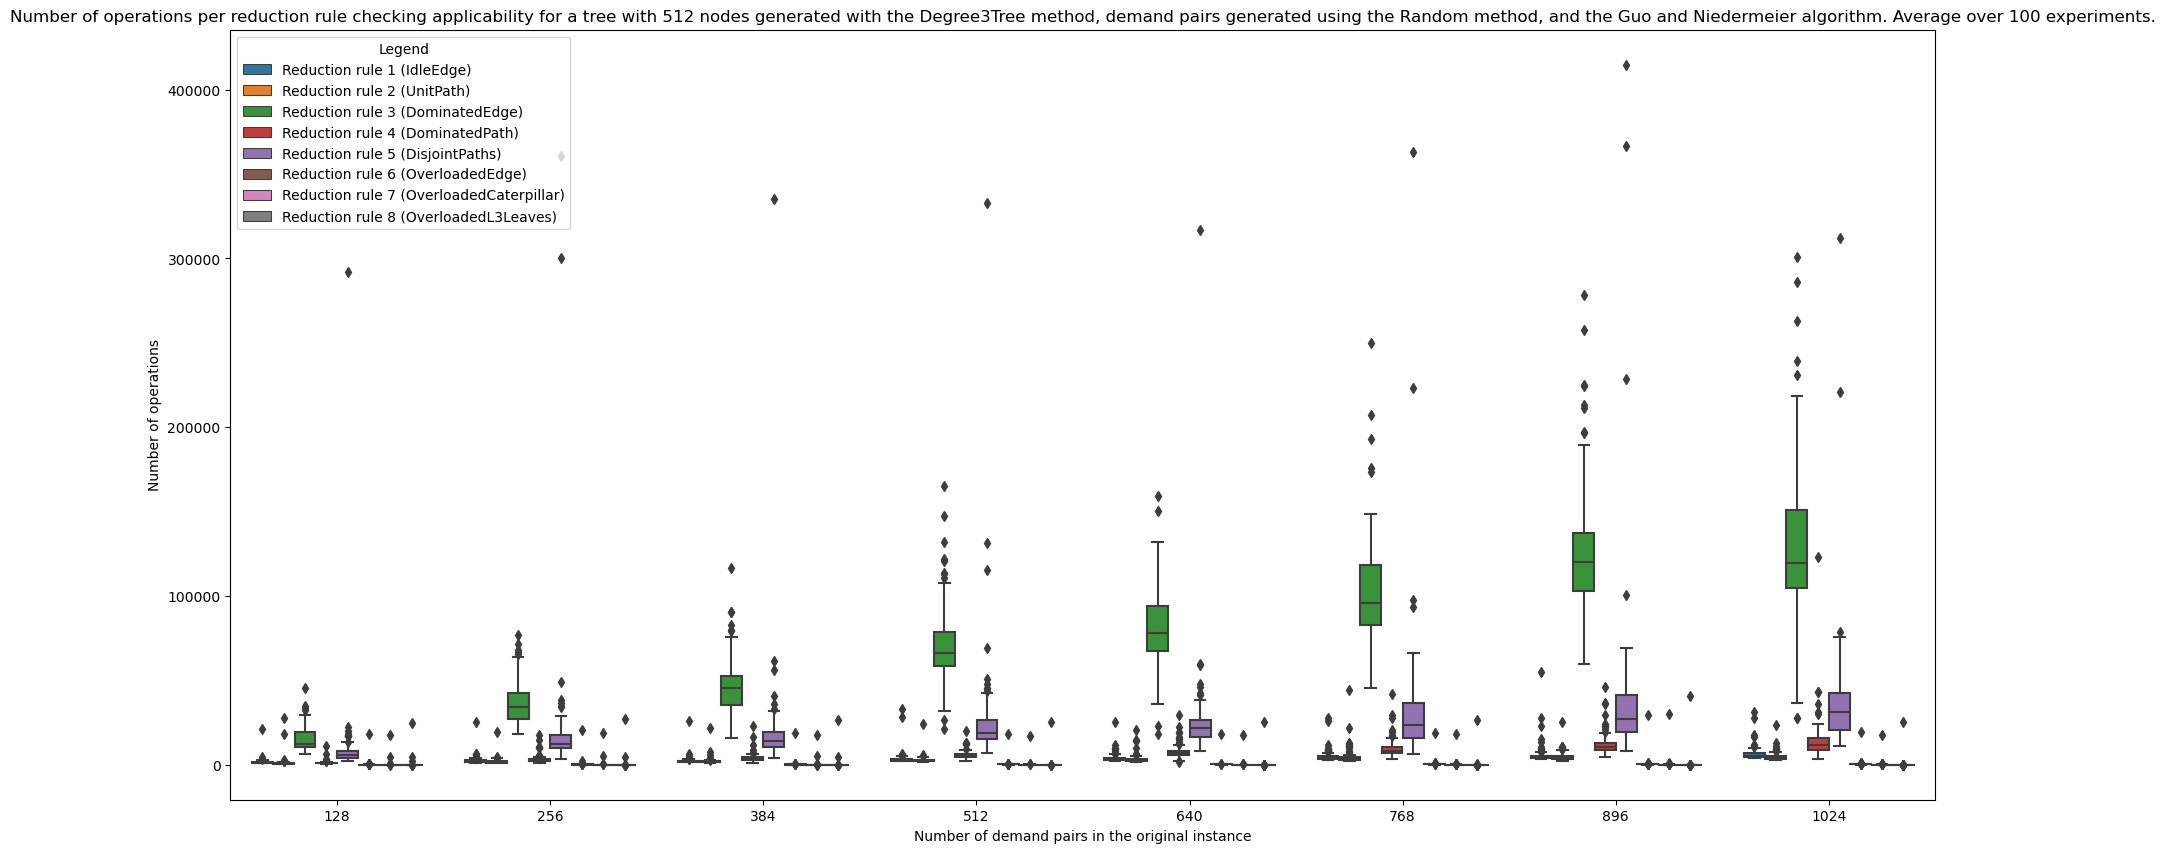 Number of operations per reduction rule checking applicability for a tree with 512 nodes generated with the Degree3Tree method, demand pairs generated using the Random method, and the Guo and Niedermeier algorithm. Average over 100 experiments.
Legend
Reduction rule 1 (IdleEdge)
Reduction rule 2 (UnitPath)
Reduction rule 3 (DominatedEdge)
Reduction rule 4 (DominatedPath)
Reduction rule 5 (DisjointPaths)
Reduction rule 6 (OverloadedEdge)
Reduction rule 7 (OverloadedCaterpillar)
Reduction rule 8 (OverloadedL3Leaves)
Number of operations
400000
300000
200000
100000
0
128 256 384 512 640 768 896 1024
Number of demand pairs in the original instance